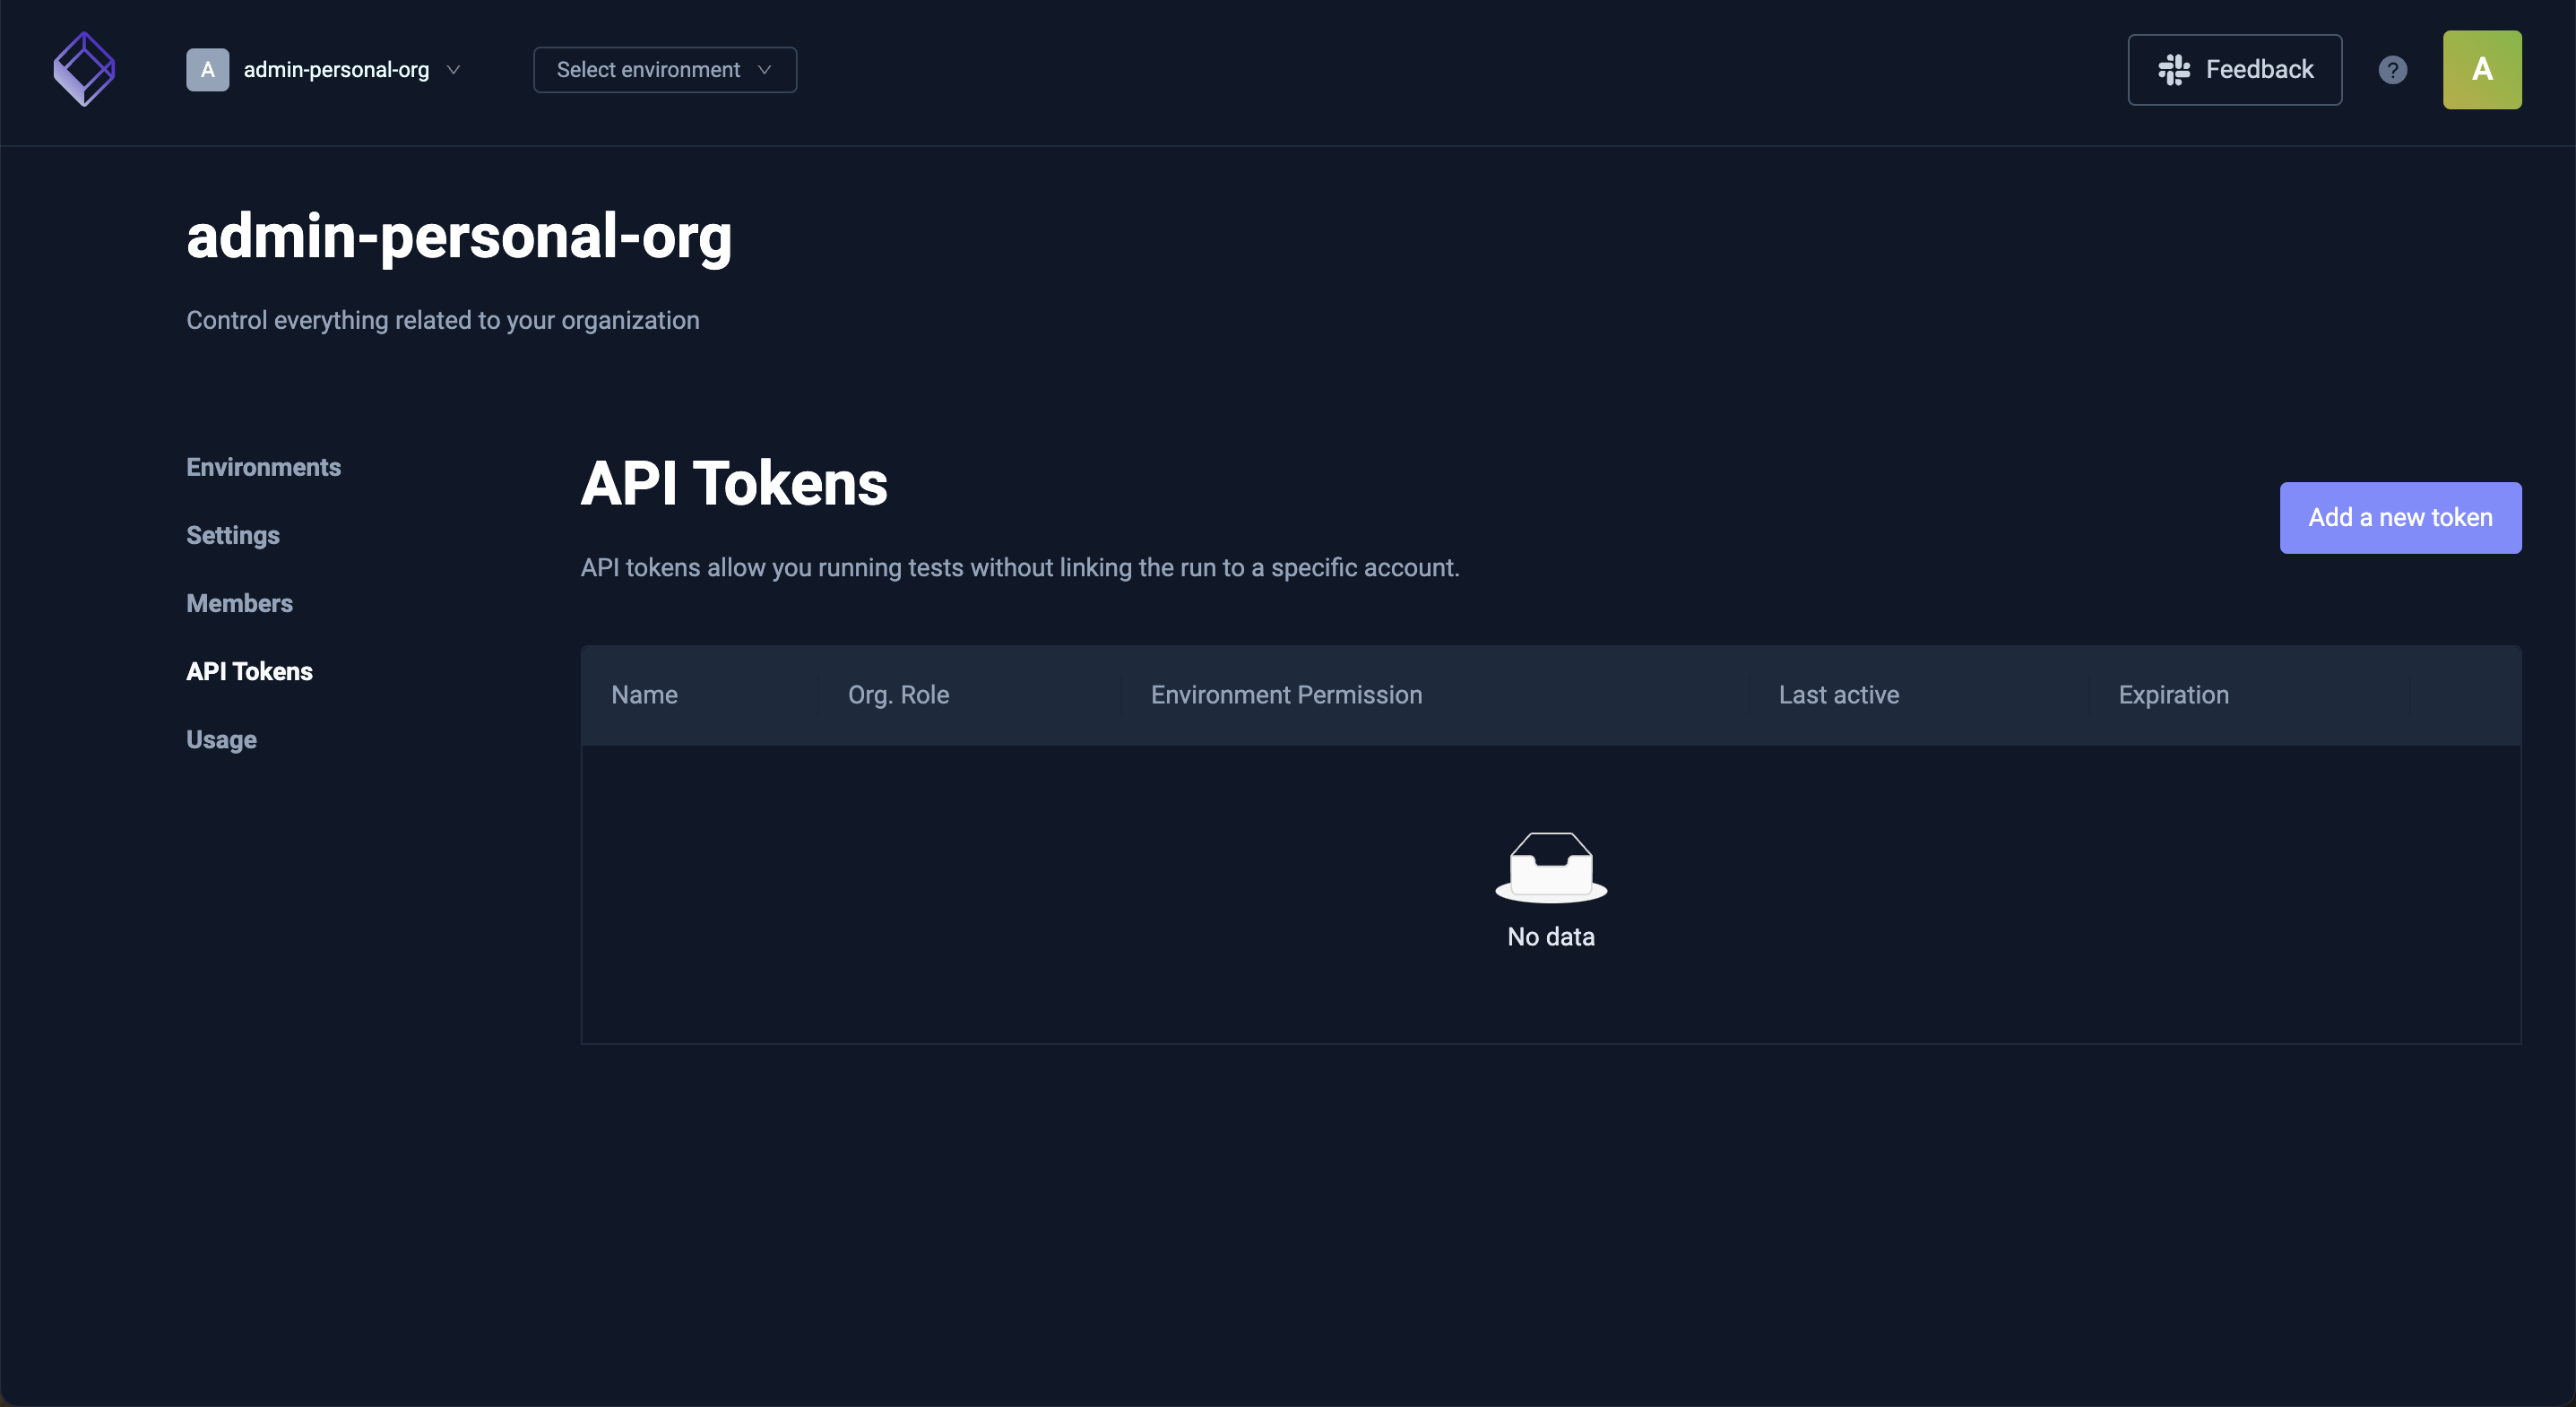 A admin-personal-org
Select environment
Feedback
?
A
admin-personal-org
Control everything related to your organization
Environments
Settings
Members
API Tokens
Usage
API Tokens
Add a new token
API tokens allow you running tests without linking the run to a specific account.
Name Org. Role Environment Permission Last active Expiration
No data